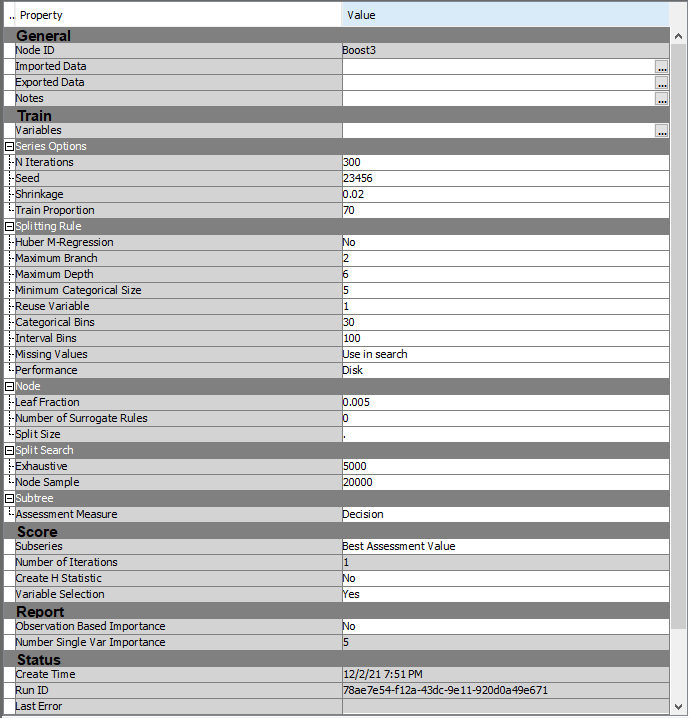 .. Property Value
General
Node ID Boost3
Imported Data ...
Exported Data ...
Notes ...
Train
Variables ...
Series Options
N Iterations 300
Seed 23456
Shrinkage 0.02
Train Proportion 70
Splitting Rule
Huber M-Regression No
Maximum Branch 2
Maximum Depth 6
Minimum Categorical Size 5
Reuse Variable 1
Categorical Bins 30
Interval Bins 100
Missing Values Use in search
Performance Disk
Node
Leaf Fraction 0.005
Number of Surrogate Rules 0
Split Size .
Split Search
Exhaustive 5000
Node Sample 20000
Subtree
Assessment Measure Decision
Score
Subseries Best Assessment Value
Number of Iterations 1
Create H Statistic No
Variable Selection Yes
Report
Observation Based Importance No
Number Single Var Importance 5
Status
Create Time 12/2/21 7:51 PM
Run ID 78ae7e54-f12a-43dc-9e11-920d0a49e671
Last Error